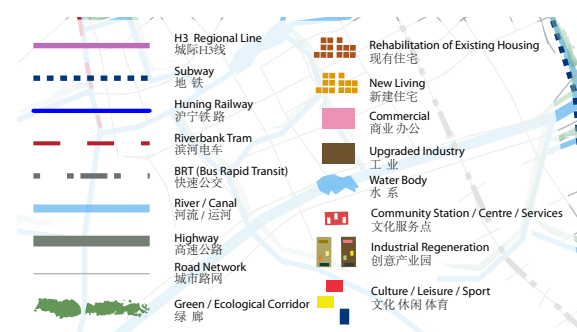 H3 Regional Line
城际H3线
Subway
地 铁
Huning Railway
沪宁铁 路
Riverbank Tram
滨河电车
BRT (Bus Rapid Transit)
快速公交
River / Canal
河流 / 运河
Highway
高速公路
Road Network
城市路网
Green / Ecological Corridor
绿 廊
Rehabilitation of Existing Housing
现有住宅
New Living
新建住宅
Commercial
商业 办公
Upgraded Industry
工 业
Water Body
水 系
Community Station / Centre / Services
文化服务点
Industrial Regeneration
创意产业园
Culture / Leisure / Sport
文化 休闲 体育